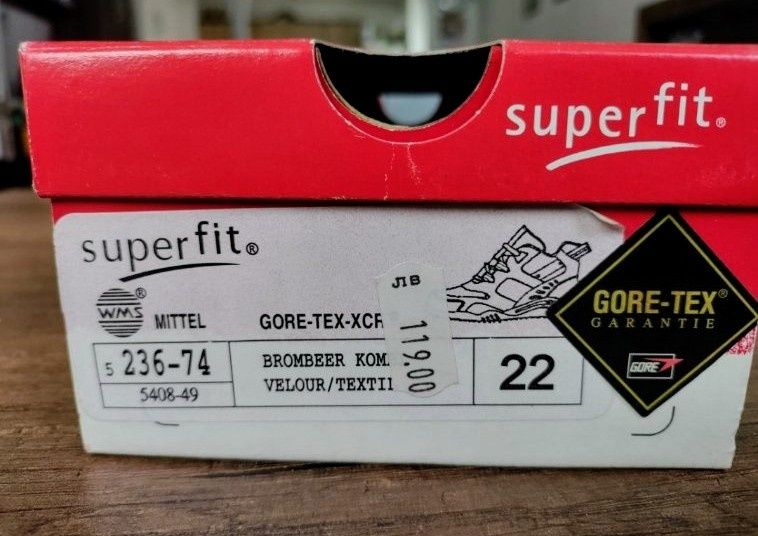 superfit®
superfit®
WMS®
MITTEL
GORE-TEX-XCR
5 236-74
5408-49
BROMBEER KOM.
VELOUR/TEXTIL
22
лв 119.00
GORE-TEX®
GARANTIE
GORE